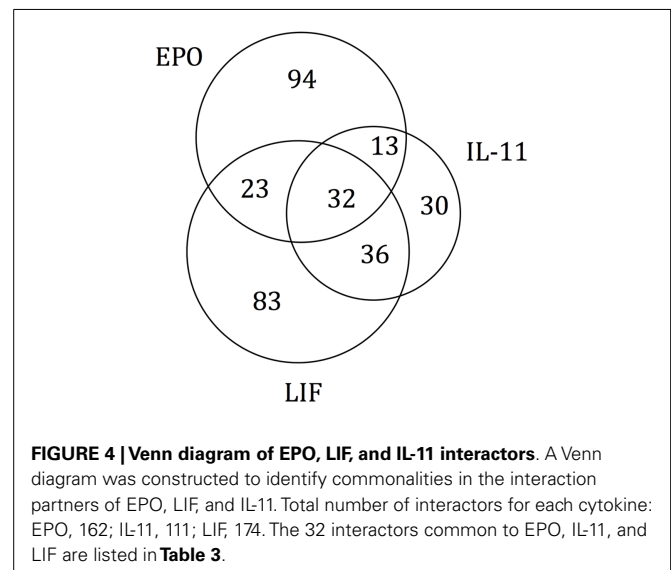 EPO
94
13
IL-11
23
32
30
36
83
LIF
FIGURE 4 | Venn diagram of EPO, LIF, and IL-11 interactors. A Venn
diagram was constructed to identify commonalities in the interaction
partners of EPO, LIF, and IL-11. Total number of interactors for each cytokine:
EPO, 162; IL-11, 111; LIF, 174. The 32 interactors common to EPO, IL-11, and
LIF are listed in Table 3.